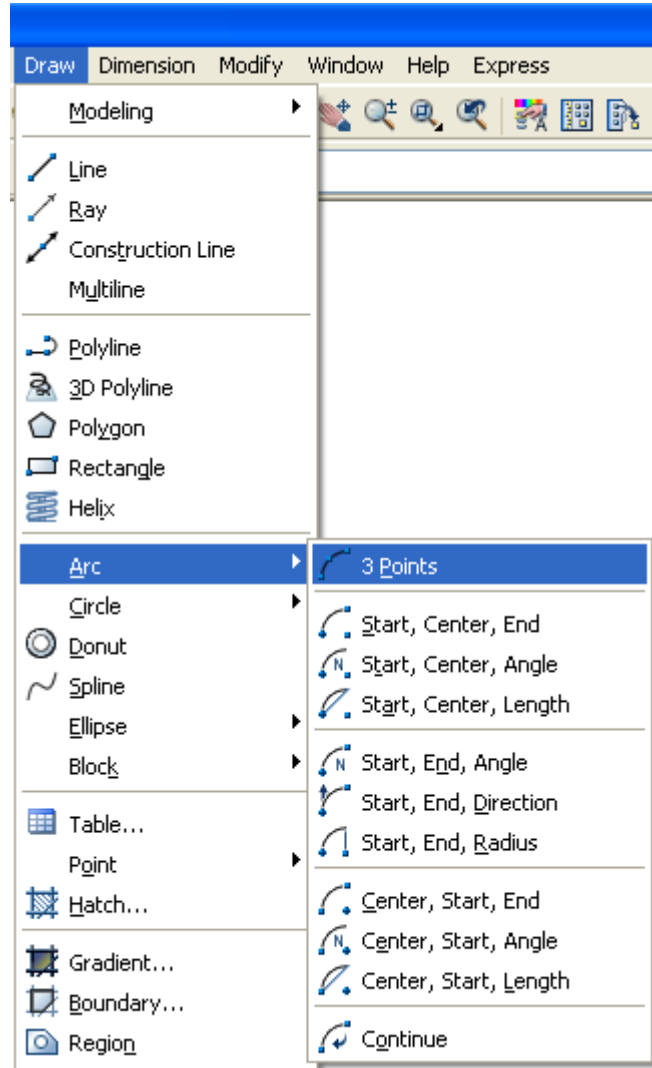 Draw Dimension Modify Window Help Express
Modeling
Line
Ray
Construction Line
Multiline
Polyline
3D Polyline
Polygon
Rectangle
Helix
Arc
Circle
Donut
Spline
Ellipse
Block
Table...
Point
Hatch...
Gradient...
Boundary...
Region
3 Points
Start, Center, End
Start, Center, Angle
Start, Center, Length
Start, End, Angle
Start, End, Direction
Start, End, Radius
Center, Start, End
Center, Start, Angle
Center, Start, Length
Continue